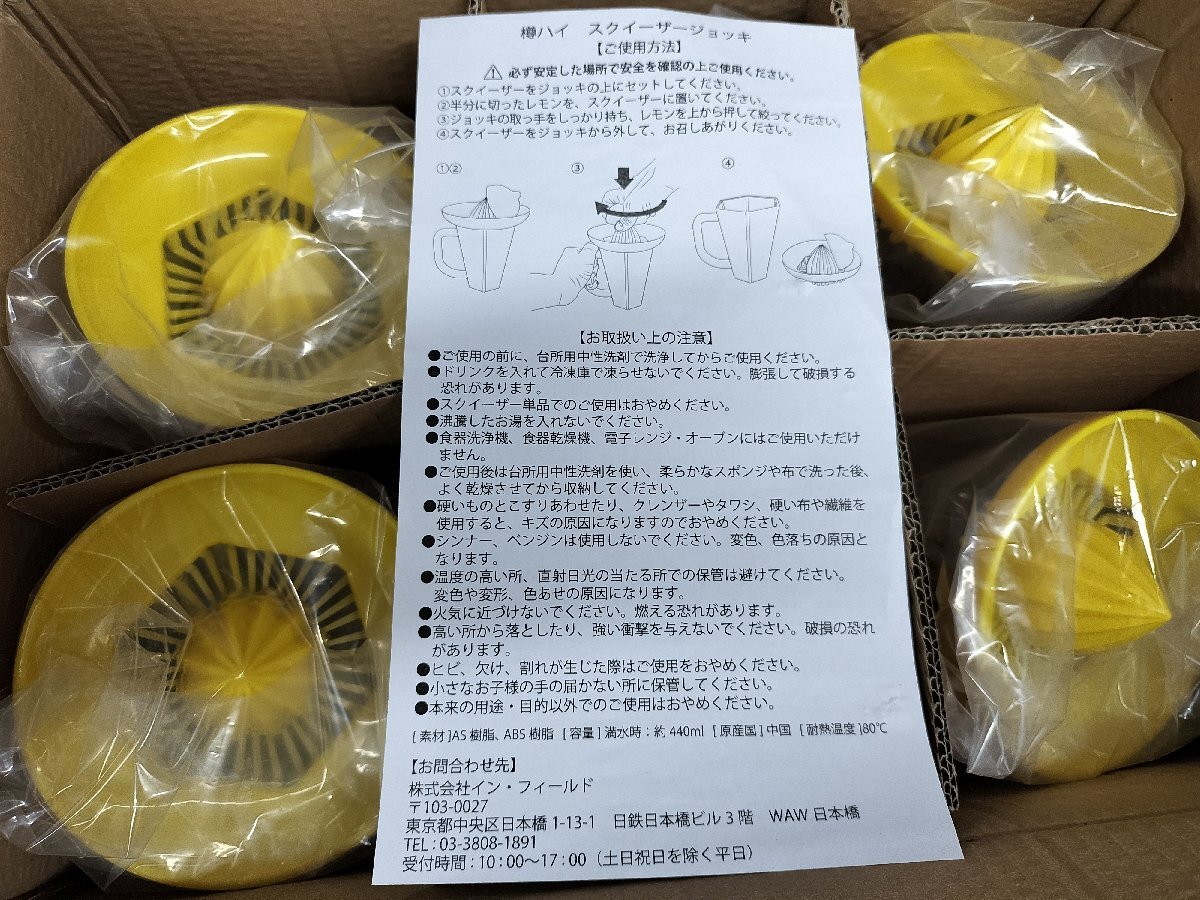 樽ハイ　スクイーザージョッキ
【ご使用方法】
⚠ 必ず安定した場所で安全を確認の上ご使用ください。
①スクイーザーをジョッキの上にセットしてください。
②半分に切ったレモンを、スクイーザーに置いてください。
③ジョッキの取っ手をしっかり持ち、レモンを上から押して絞ってください。
④スクイーザーをジョッキから外して、お召しあがりください。
①② ③ ④
【お取扱い上の注意】
●ご使用の前に、台所用中性洗剤で洗浄してからご使用ください。
●ドリンクを入れて冷凍庫で凍らせないでください。膨張して破損する
恐れがあります。
●スクイーザー単品でのご使用はおやめください。
●沸騰したお湯を入れないでください。
●食器洗浄機、食器乾燥機、電子レンジ・オーブンにはご使用いただけ
ません。
●ご使用後は台所用中性洗剤を使い、柔らかなスポンジや布で洗った後、
よく乾燥させてから収納してください。
●硬いものとこすりあわせたり、クレンザーやタワシ、硬い布や繊維を
使用すると、キズの原因になりますのでおやめください。
●シンナー、ベンジンは使用しないでください。変色、色落ちの原因と
なります。
●温度の高い所、直射日光の当たる所での保管は避けてください。
変色や変形、色あせの原因になります。
●火気に近づけないでください。燃える恐れがあります。
●高い所から落としたり、強い衝撃を与えないでください。破損の恐れ
があります。
●ヒビ、欠け、割れが生じた際はご使用をおやめください。
●小さなお子様の手の届かない所に保管してください。
●本来の用途・目的以外でのご使用はおやめください。
[ 素材 ]AS 樹脂、ABS 樹脂 [ 容量 ] 満水時：約 440ml [ 原産国 ] 中国 [ 耐熱温度 ]80℃
【お問合わせ先】
株式会社イン・フィールド
〒103-0027
東京都中央区日本橋 1-13-1　日鉄日本橋ビル 3 階　WAW 日本橋
TEL : 03-3808-1891
受付時間：10：00～17：00（土日祝日を除く平日）